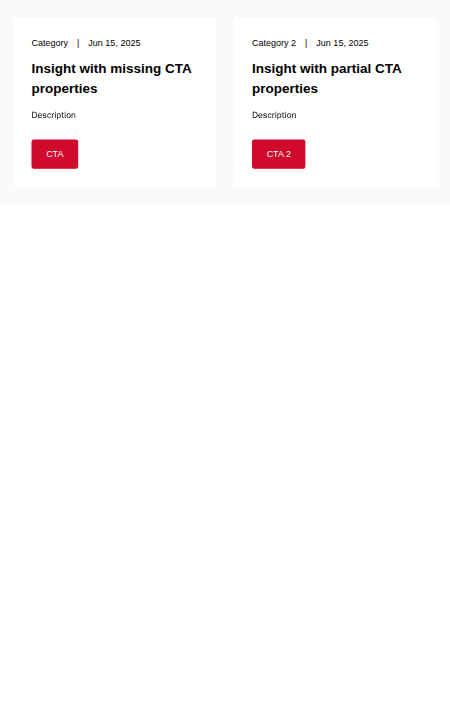 Category | Jun 15, 2025
Insight with missing CTA
properties
Description
CTA
Category 2 | Jun 15, 2025
Insight with partial CTA
properties
Description
CTA 2